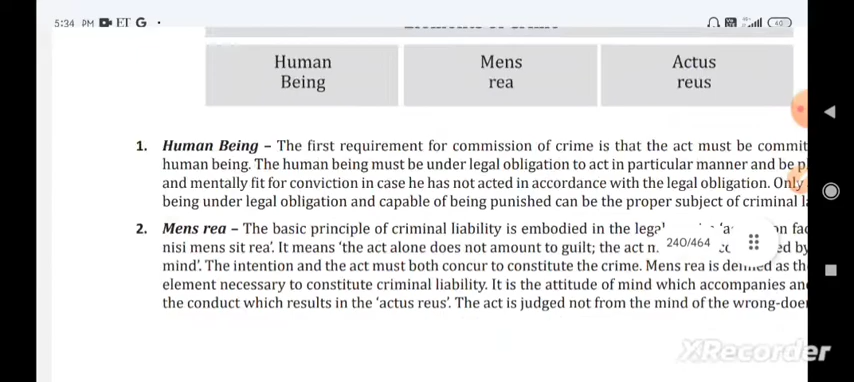 5:34 PM ET G
Human Being
Mens rea
Actus reus
1. Human Being – The first requirement for commission of crime is that the act must be commit
human being. The human being must be under legal obligation to act in particular manner and be p
and mentally fit for conviction in case he has not acted in accordance with the legal obligation. Only
being under legal obligation and capable of being punished can be the proper subject of criminal l
2. Mens rea – The basic principle of criminal liability is embodied in the legal
nisi mens sit rea'. It means 'the act alone does not amount to guilt; the act
240/464
ed by
mind'. The intention and the act must both concur to constitute the crime. Mens rea is defined as th
element necessary to constitute criminal liability. It is the attitude of mind which accompanies an
the conduct which results in the 'actus reus'. The act is judged not from the mind of the wrong-doe
XRecorder